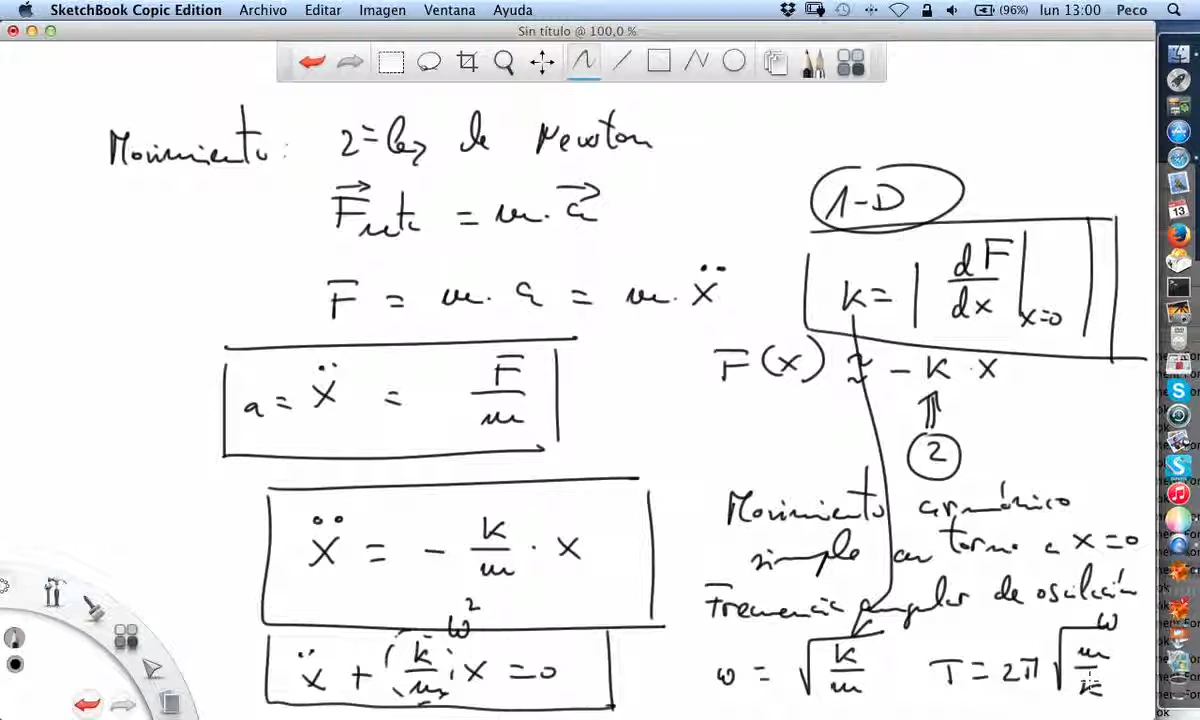 SketchBook Copic Edition Archivo Editar Imagen Ventana Ayuda (96%) lun 13:00 Peco
Sin título @ 100,0 %
Movimiento: 2ª ley de Newton
F⃗neta = m · a⃗
F = m · a = m · ẍ
a = ẍ = F/m
ẍ = - k/m · x
ω²
ẍ + (k/m) x = 0
1-D
k = | dF/dx |x=0 |
F(x) ≈ - k · x
⇑
2
Movimiento armónico
simple en torno a x=0
Frecuencia angular de oscilación
ω
ω = √(k/m) T = 2π √(m/k)
13